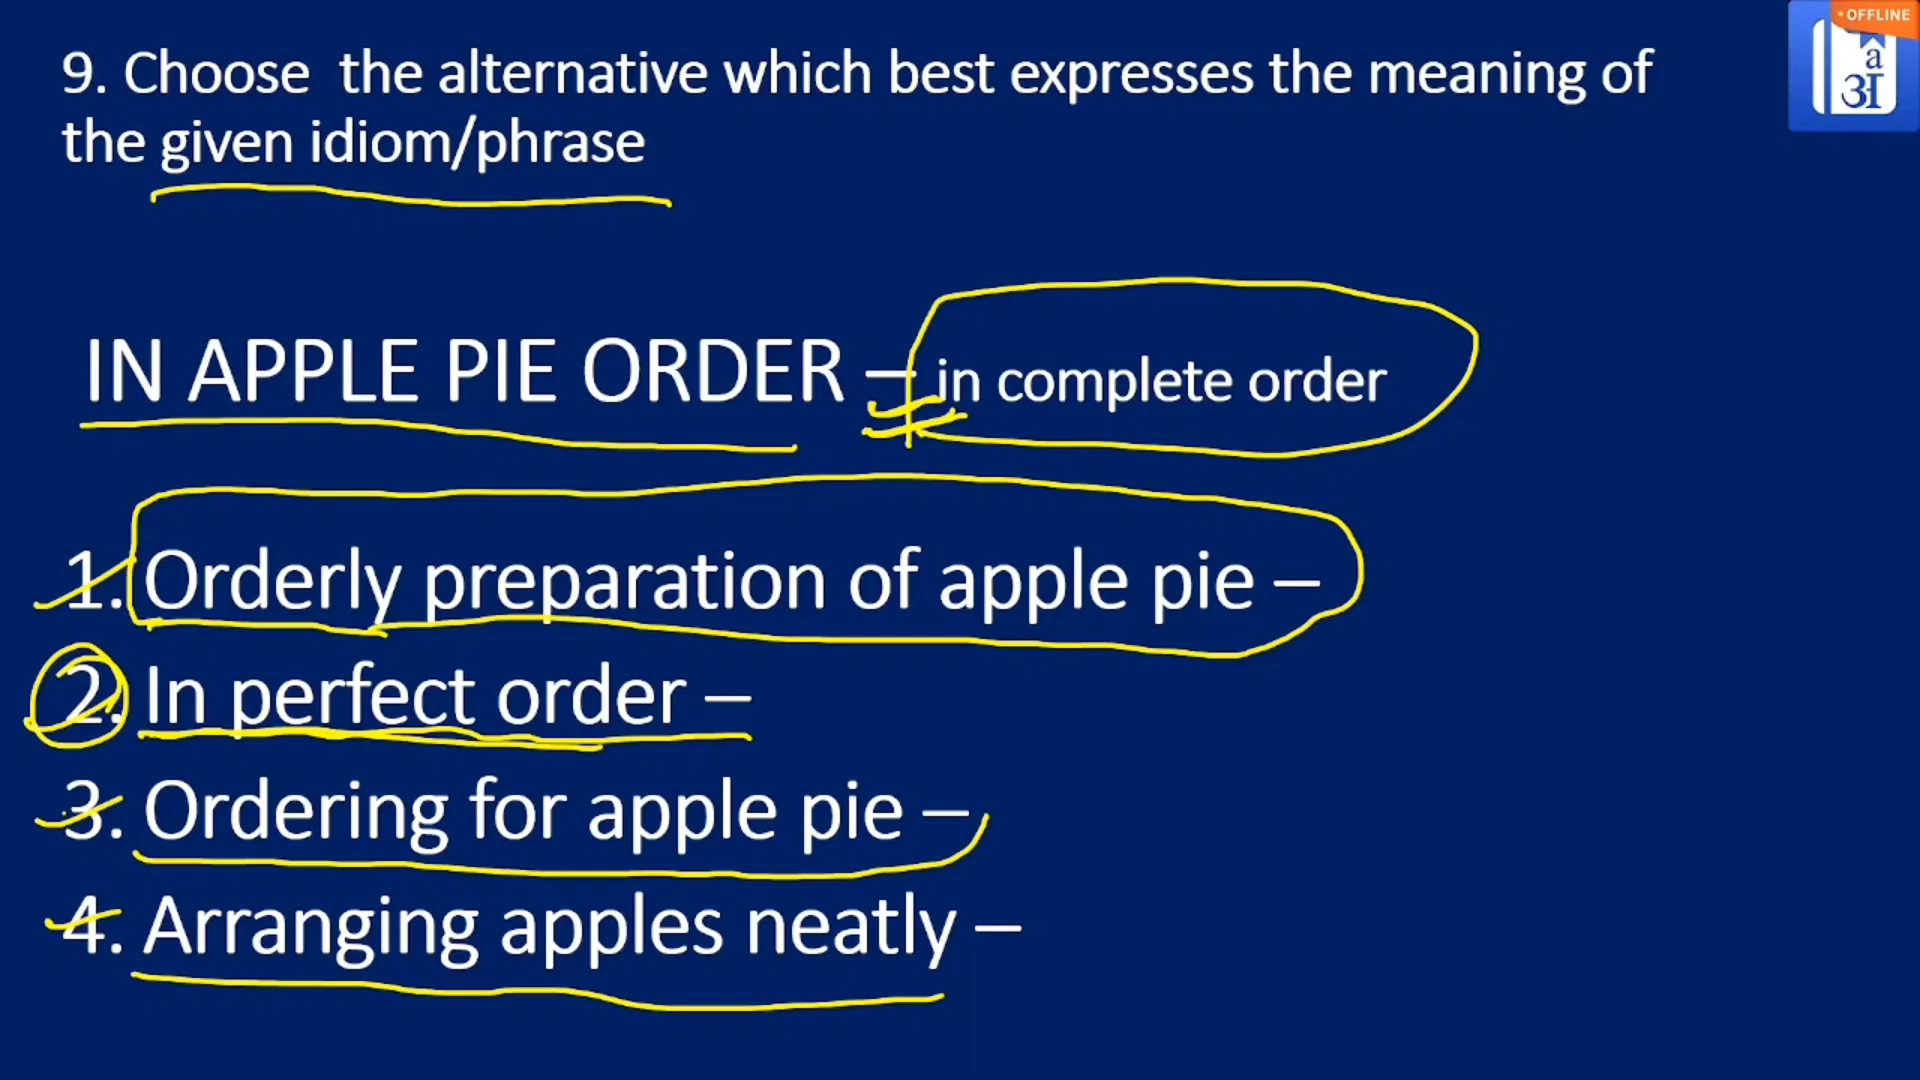 • OFFLINE
a
अ
9. Choose  the alternative which best expresses the meaning of
the given idiom/phrase
IN APPLE PIE ORDER – in complete order
1. Orderly preparation of apple pie –
2. In perfect order –
3. Ordering for apple pie –
4. Arranging apples neatly –